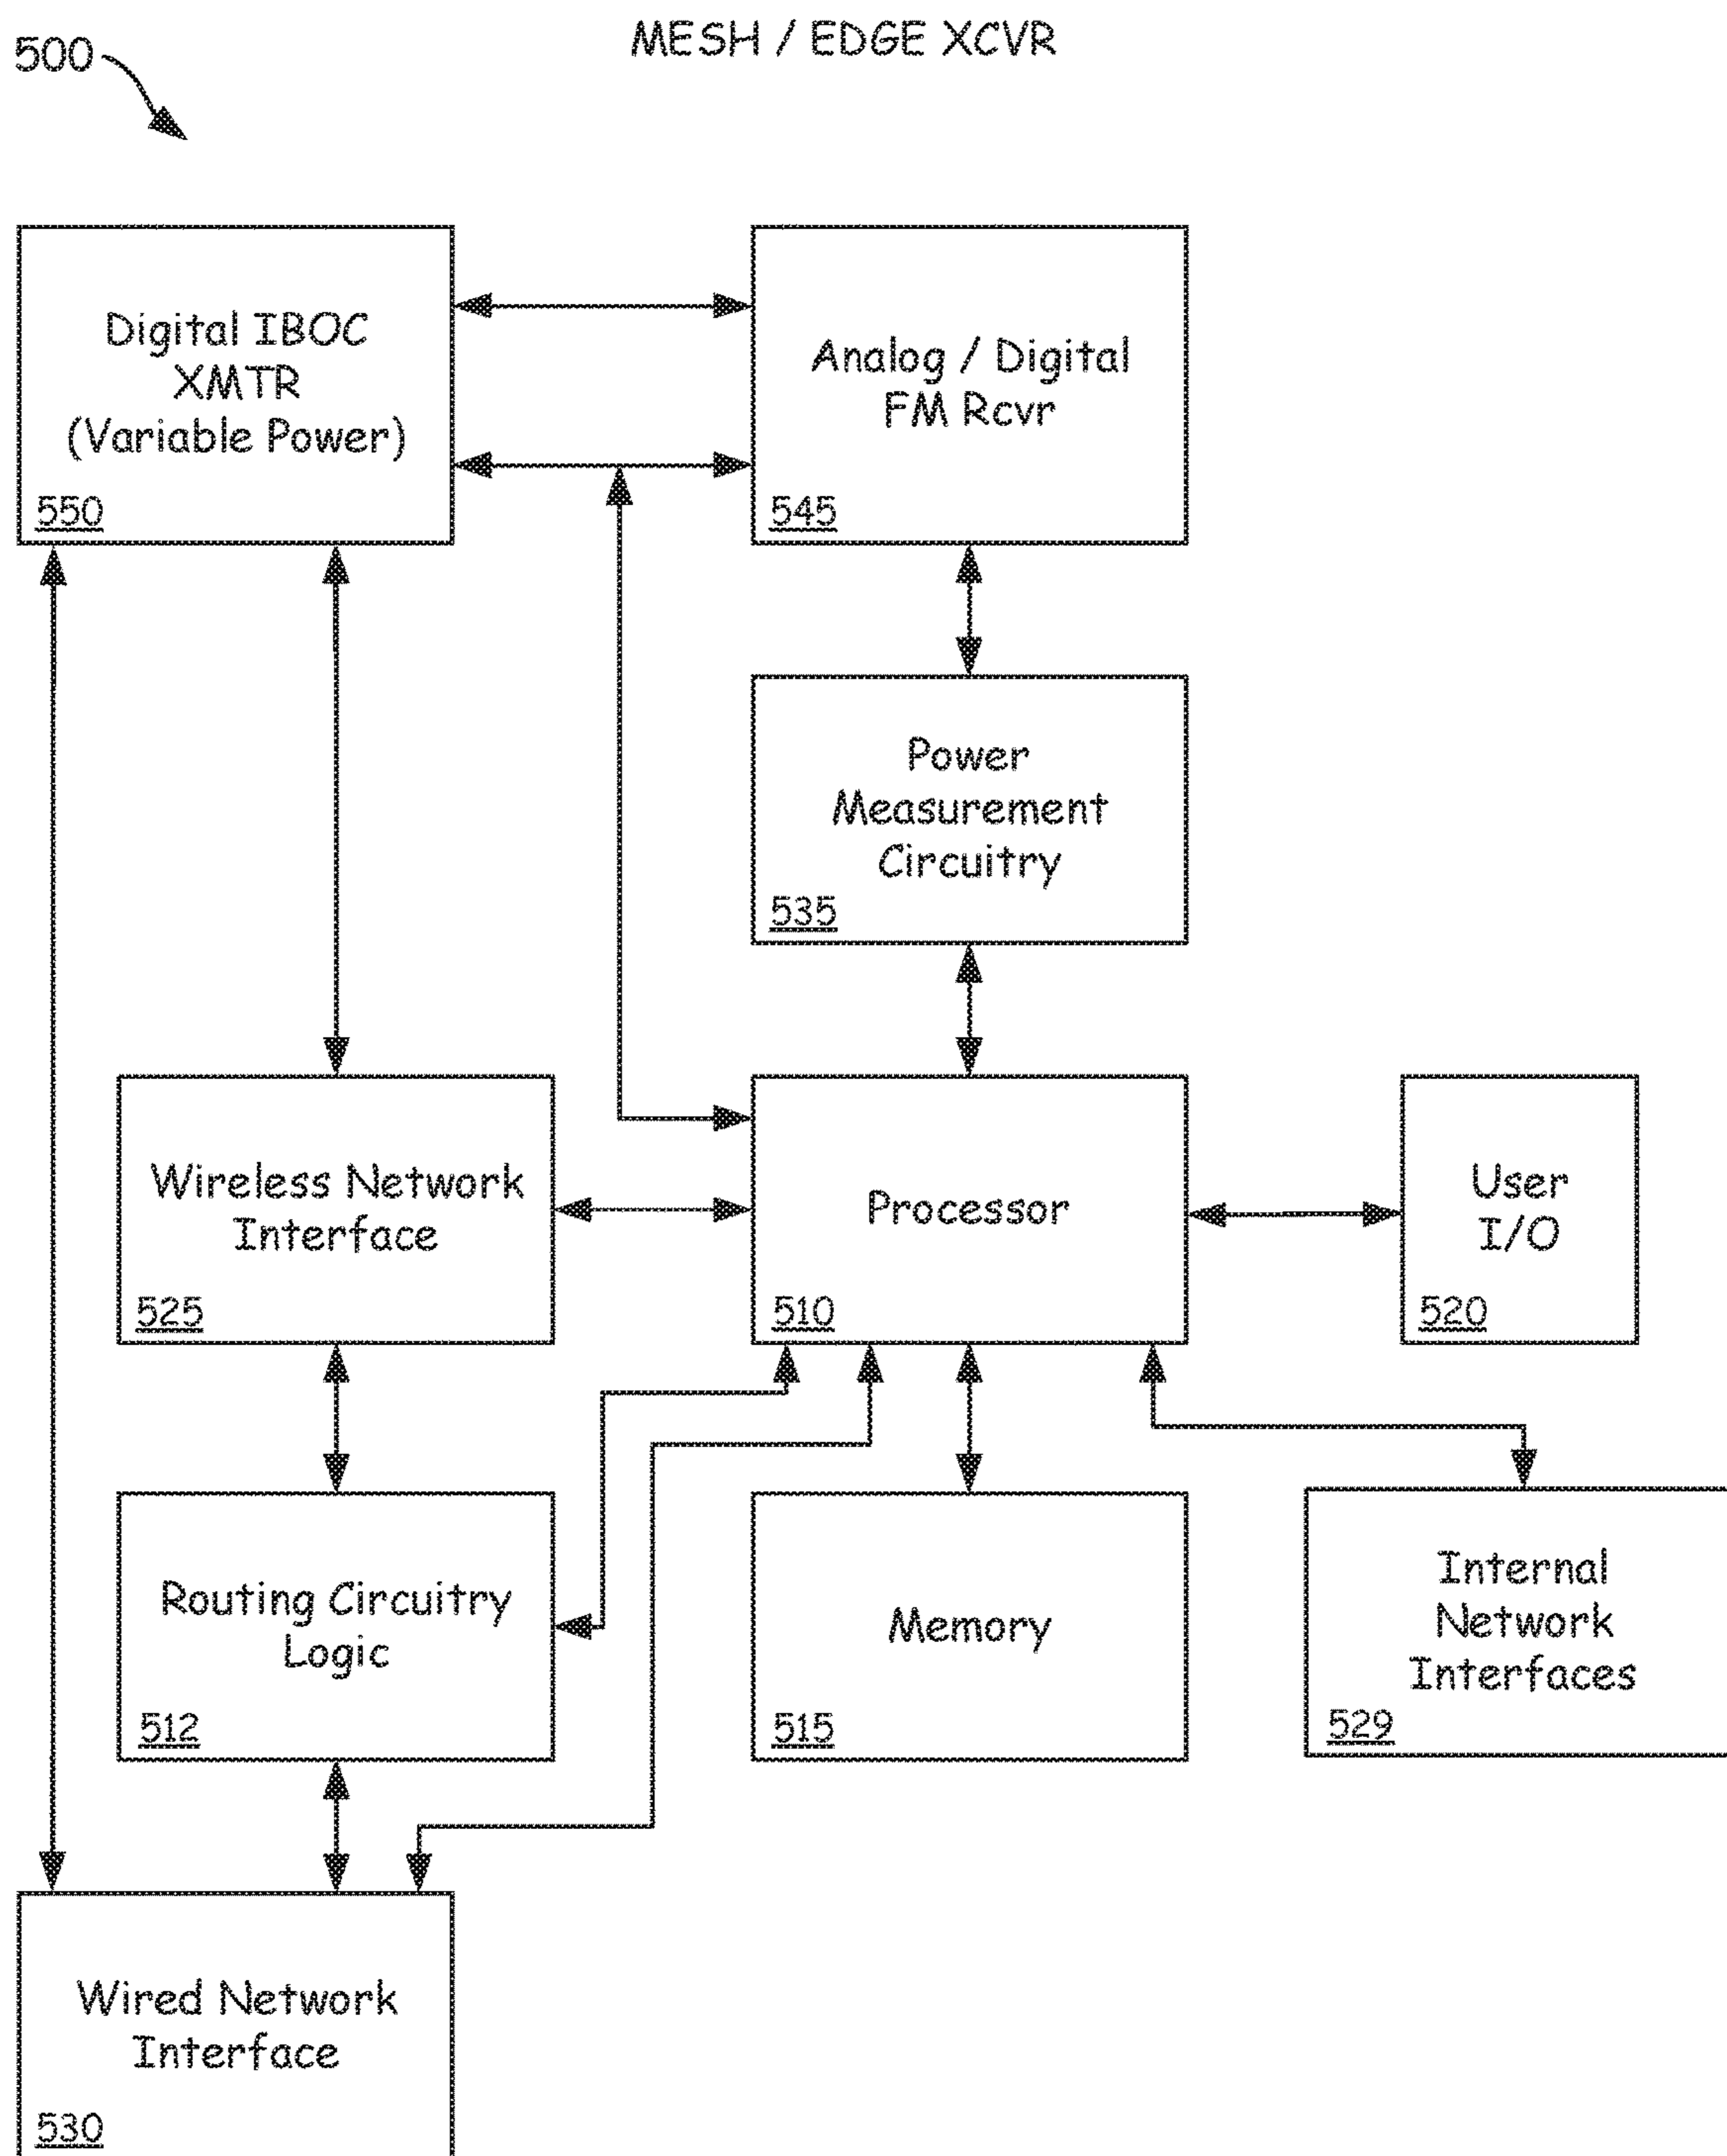 MESH / EDGE XCVR
500
Digital IBOC
XMTR
(Variable Power)
550
Analog / Digital
FM Rcvr
545
Power
Measurement
Circuitry
535
Wireless Network
Interface
525
Processor
510
User
I/O
520
Routing Circuitry
Logic
512
Memory
515
Internal
Network
Interfaces
529
Wired Network
Interface
530